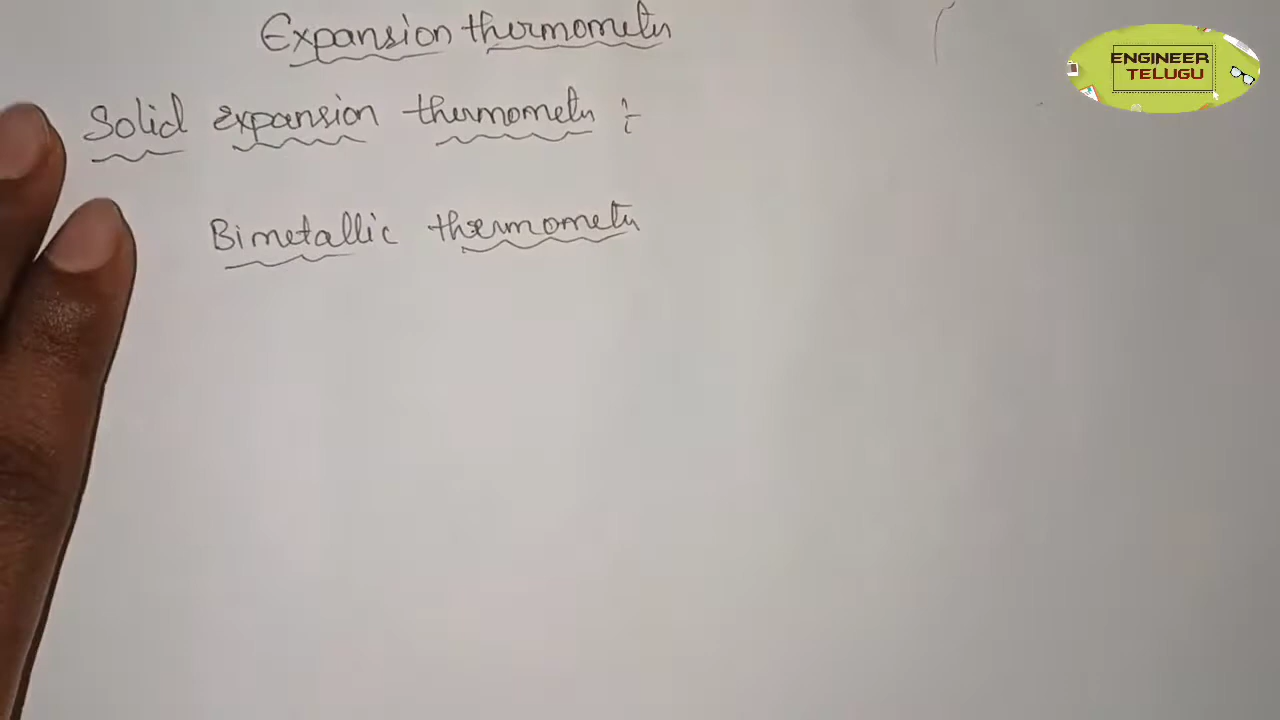 Expansion thermometer
Solid expansion thermometer :-
Bimetallic thermometer
ENGINEER
TELUGU